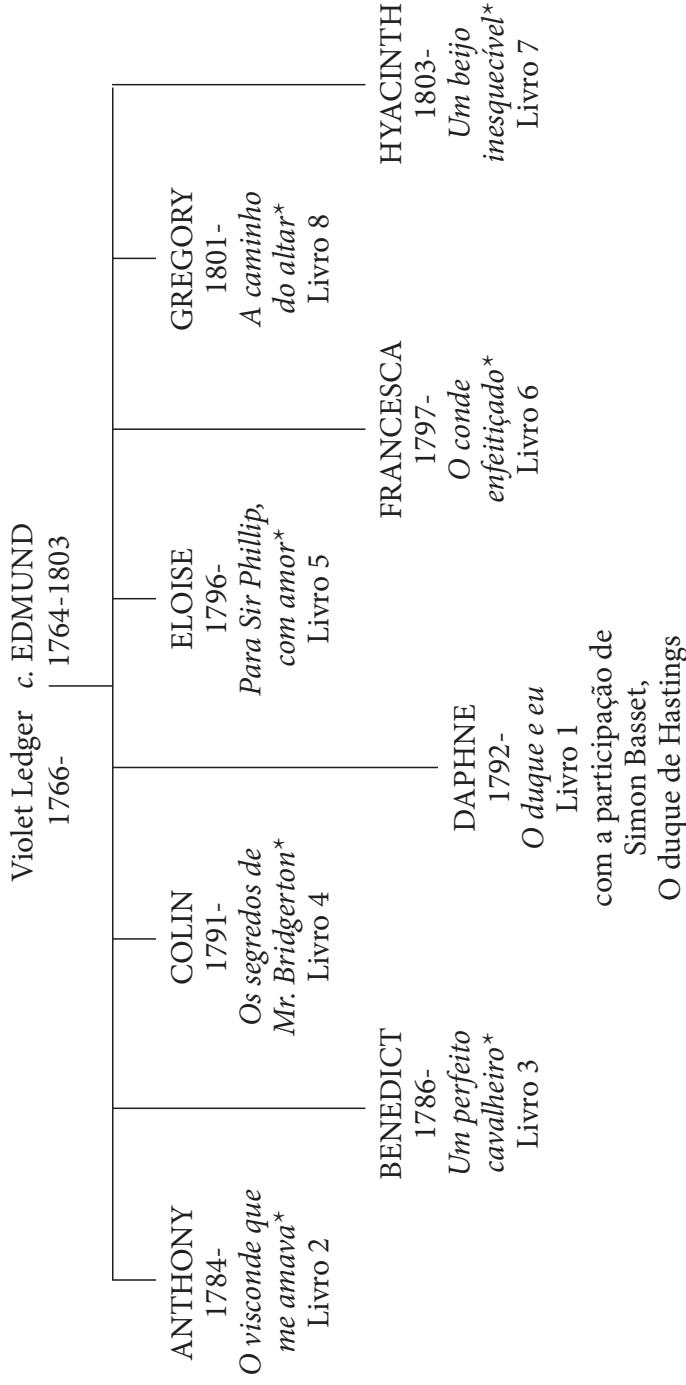 Violet Ledger c. EDMUND
1766- 1764-1803
ANTHONY
1784-
O visconde que
me amava*
Livro 2
BENEDICT
1786-
Um perfeito
cavalheiro*
Livro 3
COLIN
1791-
Os segredos de
Mr. Bridgerton*
Livro 4
DAPHNE
1792-
O duque e eu
Livro 1
com a participação de
Simon Basset,
O duque de Hastings
ELOISE
1796-
Para Sir Phillip,
com amor*
Livro 5
FRANCESCA
1797-
O conde
enfeitiçado*
Livro 6
GREGORY
1801-
A caminho
do altar*
Livro 8
HYACINTH
1803-
Um beijo
inesquecível*
Livro 7